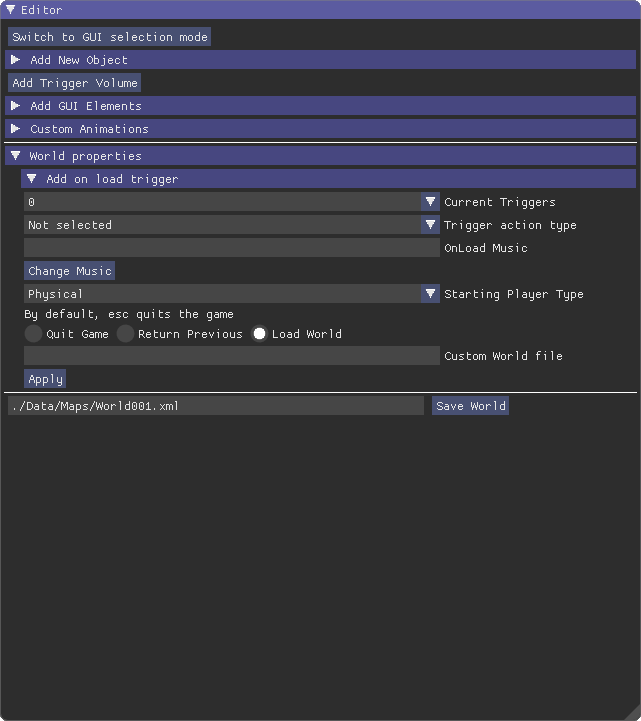 Editor
Switch to GUI selection mode
Add New Object
Add Trigger Volume
Add GUI Elements
Custom Animations
World properties
Add on load trigger
0 Current Triggers
Not selected Trigger action type
OnLoad Music
Change Music
Physical Starting Player Type
By default, esc quits the game
Quit Game Return Previous Load World
Custom World file
Apply
./Data/Maps/World001.xml Save World